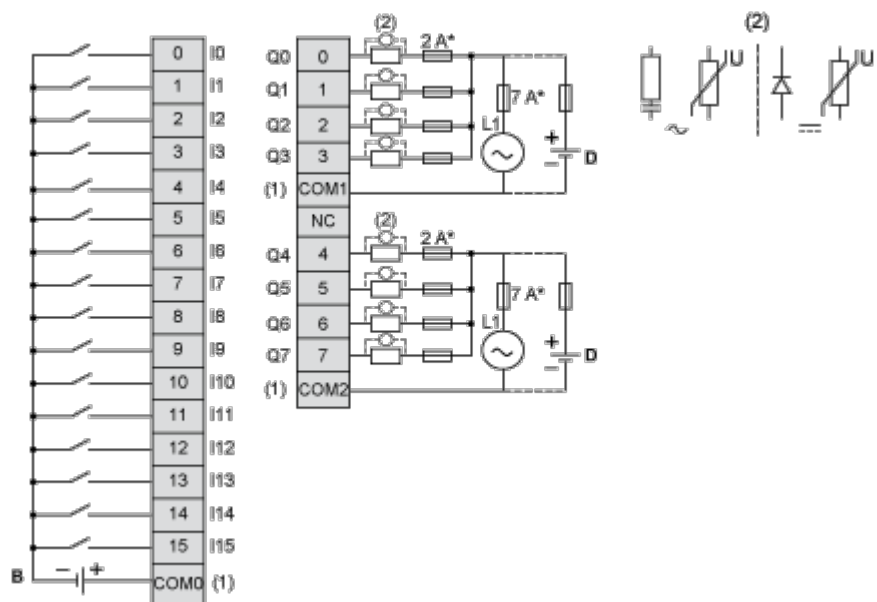 0 I0
1 I1
2 I2
3 I3
4 I4
5 I5
6 I6
7 I7
8 I8
9 I9
10 I10
11 I11
12 I12
13 I13
14 I14
15 I15
B − + COM0 (1)
(2)
Q0 0 2 A*
Q1 1
7 A*
Q2 2
L1
Q3 3
+
− D
(1) COM1
NC
(2)
Q4 4 2 A*
Q5 5
7 A*
Q6 6
L1
Q7 7
+
− D
(1) COM2
(2)
U U